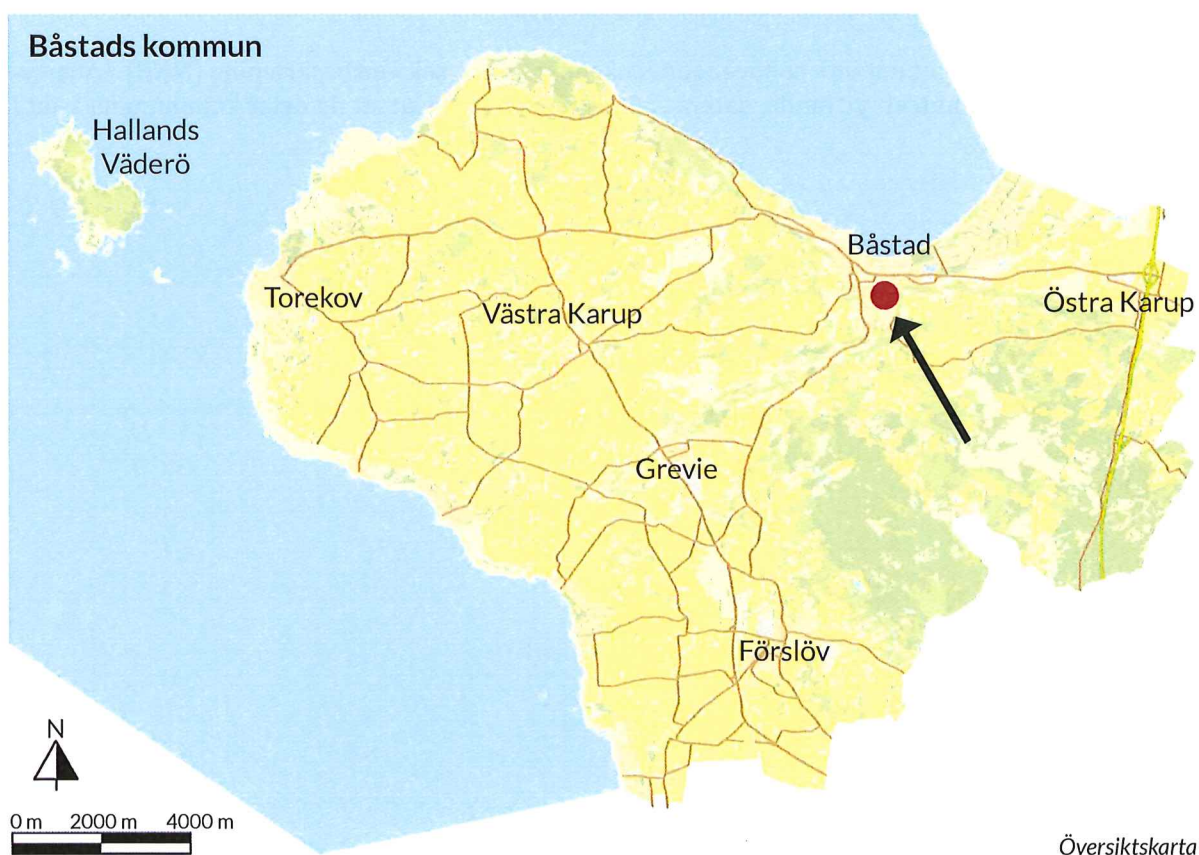 Båstads kommun
Hallands
Väderö
Båstad
Torekov
Västra Karup
Östra Karup
Grevie
Förslöv
N
0 m 2000 m 4000 m
Översiktskarta